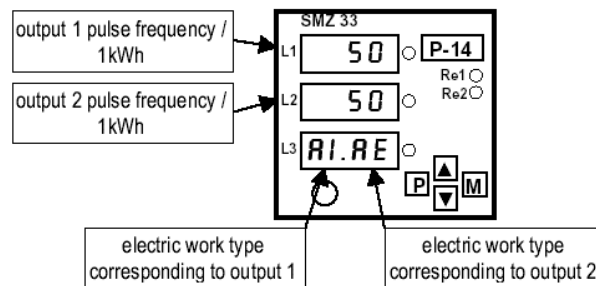 output 1 pulse frequency /
1kWh
output 2 pulse frequency /
1kWh
SMZ 33
L1
50
P-14
Re1
Re2
L2
50
L3
AI.AE
P
M
electric work type
corresponding to output 1
electric work type
corresponding to output 2